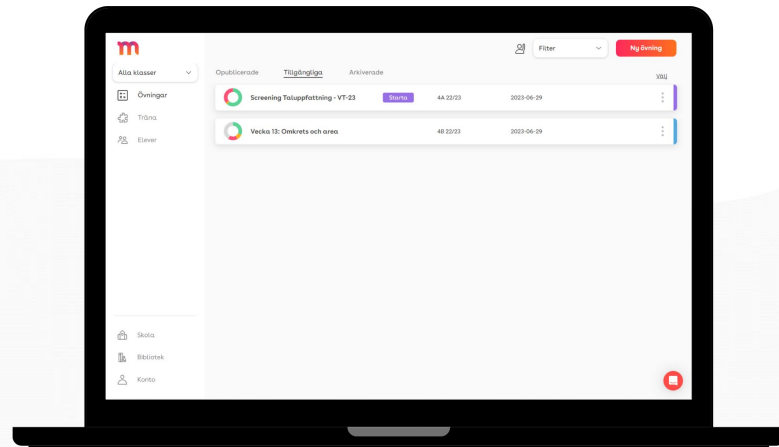 m
Filter
Ny övning
Alla klasser
Opublicerade Tillgängliga Arkiverade
Välj
Övningar
Screening Taluppfattning - VT-23 Starta 4A 22/23 2023-06-29
Träna
Vecka 13: Omkrets och area 4B 22/23 2023-06-29
Elever
Skola
Bibliotek
Konto